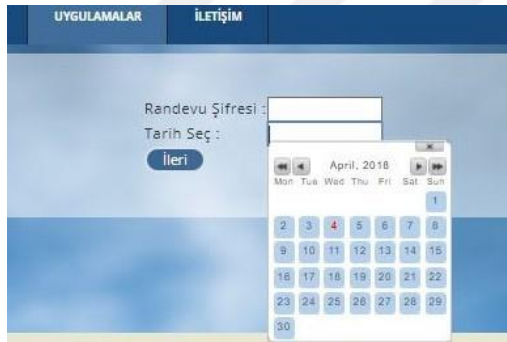 UYGULAMALAR İLETİŞİM
Randevu Şifresi :
Tarih Seç :
İleri
April, 2018
Mon Tue Wed Thu Fri Sat Sun
1
2 3 4 5 6 7 8
9 10 11 12 13 14 15
16 17 18 19 20 21 22
23 24 25 26 27 28 29
30